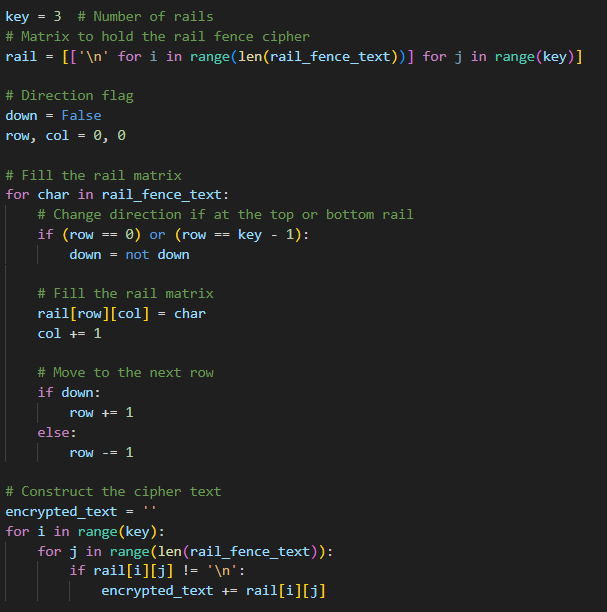 key = 3  # Number of rails
# Matrix to hold the rail fence cipher
rail = [['\n' for i in range(len(rail_fence_text))] for j in range(key)]

# Direction flag
down = False
row, col = 0, 0

# Fill the rail matrix
for char in rail_fence_text:
    # Change direction if at the top or bottom rail
    if (row == 0) or (row == key - 1):
        down = not down

    # Fill the rail matrix
    rail[row][col] = char
    col += 1

    # Move to the next row
    if down:
        row += 1
    else:
        row -= 1

# Construct the cipher text
encrypted_text = ''
for i in range(key):
    for j in range(len(rail_fence_text)):
        if rail[i][j] != '\n':
            encrypted_text += rail[i][j]